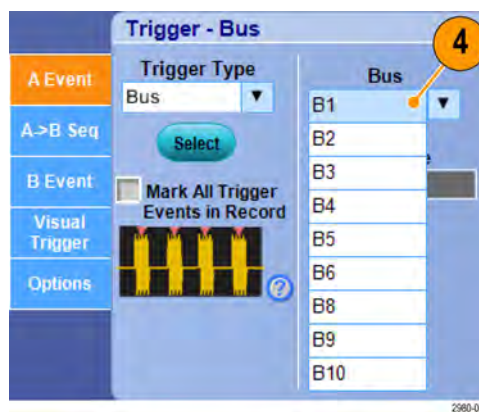 Trigger - Bus
4
A Event
A->B Seq
B Event
Visual
Trigger
Options
Trigger Type
Bus
Select
Mark All Trigger
Events in Record
?
Bus
B1
B2
B3
B4
B5
B6
B8
B9
B10